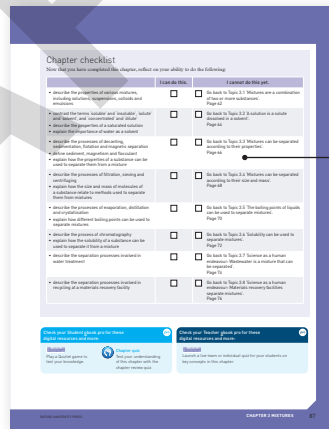 Chapter checklist
Now that you have completed this chapter, reflect on your ability to do the following:
I can do this.
I cannot do this yet.
• describe the properties of various mixtures,
including solutions, suspensions, colloids and
emulsions
Go back to Topic 3.1 'Mixtures are a combination
of two or more substances'.
Page 62
• contrast the terms 'soluble' and 'insoluble', 'solute'
and 'solvent', and 'concentrated' and 'dilute'
• describe the properties of a saturated solution
• explain the importance of water as a solvent
Go back to Topic 3.2 'A solution is a solute
dissolved in a solvent'.
Page 64
• describe the processes of decanting,
sedimentation, flotation and magnetic separation
• define sediment, magnetism and flocculant
• explain how the properties of a substance can be
used to separate them from a mixture
Go back to Topic 3.3 'Mixtures can be separated
according to their properties'.
Page 66
• describe the processes of filtration, sieving and
centrifuging
• explain how the size and mass of molecules of
a substance relate to methods used to separate
them from mixtures
Go back to Topic 3.4 'Mixtures can be separated
according to their size and mass'.
Page 68
• describe the processes of evaporation, distillation
and crystallisation
• explain how different boiling points can be used to
separate mixtures
Go back to Topic 3.5 'The boiling points of liquids
can be used to separate mixtures'.
Page 70
• describe the process of chromatography
• explain how the solubility of a substance can be
used to separate it from a mixture
Go back to Topic 3.6 'Solubility can be used to
separate mixtures'.
Page 72
• describe the separation processes involved in
water treatment
Go back to Topic 3.7 'Science as a human
endeavour: Wastewater is a mixture that can
be separated'.
Page 74
• describe the separation processes involved in
recycling at a materials recovery facility
Go back to Topic 3.8 'Science as a human
endeavour: Materials recovery facilities
separate mixtures'.
Page 76
Check your Student obook pro for these
digital resources and more:
Play a Quizlet game to
test your knowledge.
Chapter quiz
Test your understanding
of this chapter with the
chapter review quiz.
Check your Teacher obook pro for these
digital resources and more:
Launch a live team or individual quiz for your students on
key concepts in this chapter.
CHAPTER 3 MIXTURES 87